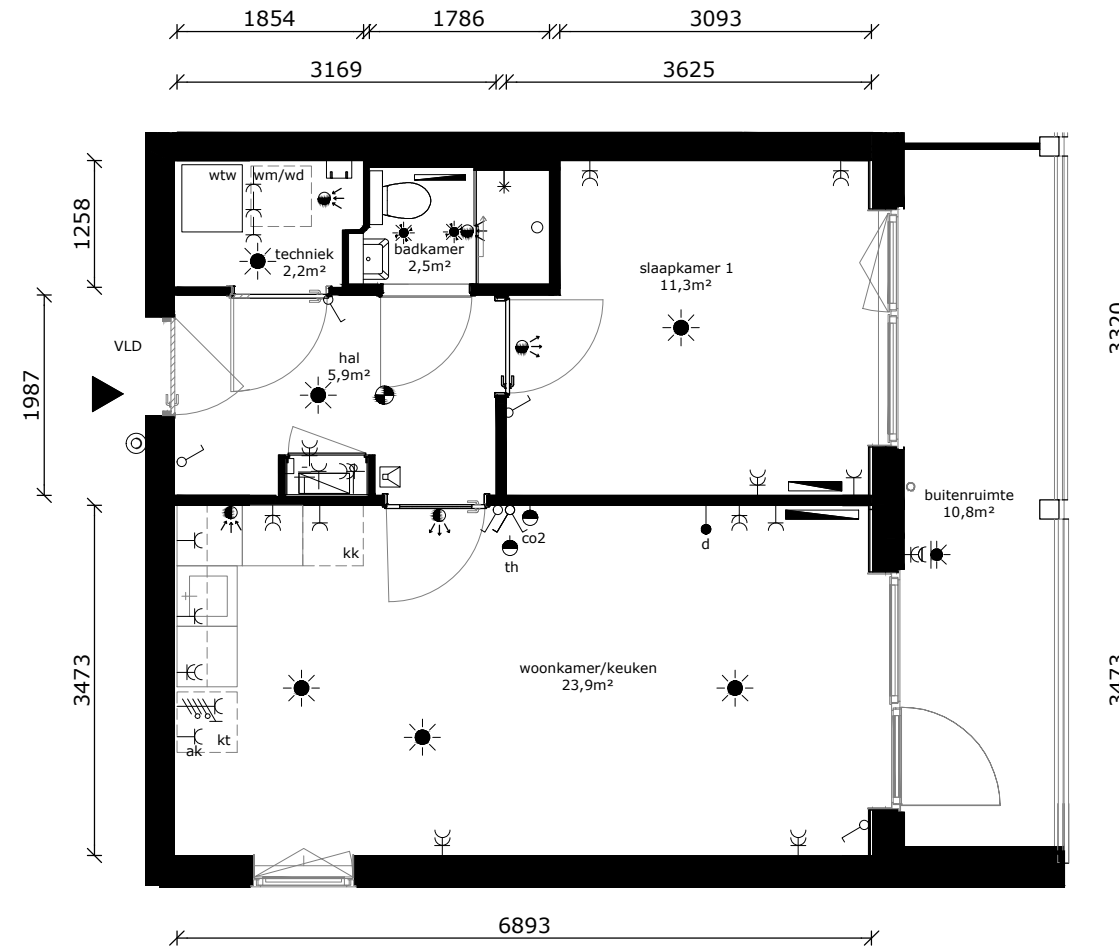 1854
1786
3093
3169
3625
wtw
wm/wd
1258
techniek
2,2m²
badkamer
2,5m²
slaapkamer 1
11,3m²
3320
VLD
hal
5,9m²
1987
buitenruimte
10,8m²
kk
co2
th
d
3473
woonkamer/keuken
23,9m²
3473
kt
ak
6893